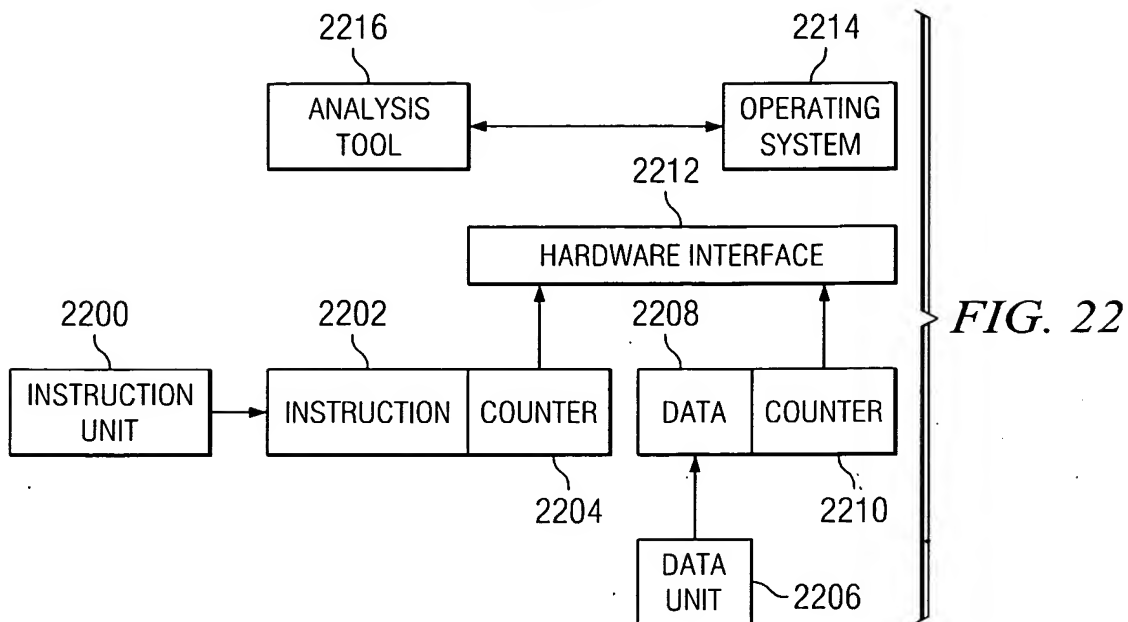 2216
2214
ANALYSIS
TOOL
OPERATING
SYSTEM
2212
HARDWARE INTERFACE
2200
2202
2208
INSTRUCTION
UNIT
INSTRUCTION
COUNTER
DATA
COUNTER
2204
2210
DATA
UNIT
2206
FIG. 22